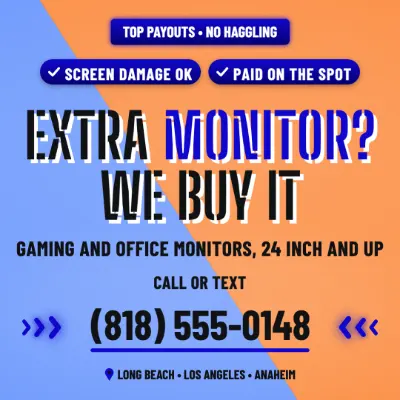 TOP PAYOUTS • NO HAGGLING
SCREEN DAMAGE OK
PAID ON THE SPOT
EXTRA MONITOR?
WE BUY IT
GAMING AND OFFICE MONITORS, 24 INCH AND UP
CALL OR TEXT
(818) 555-0148
LONG BEACH • LOS ANGELES • ANAHEIM